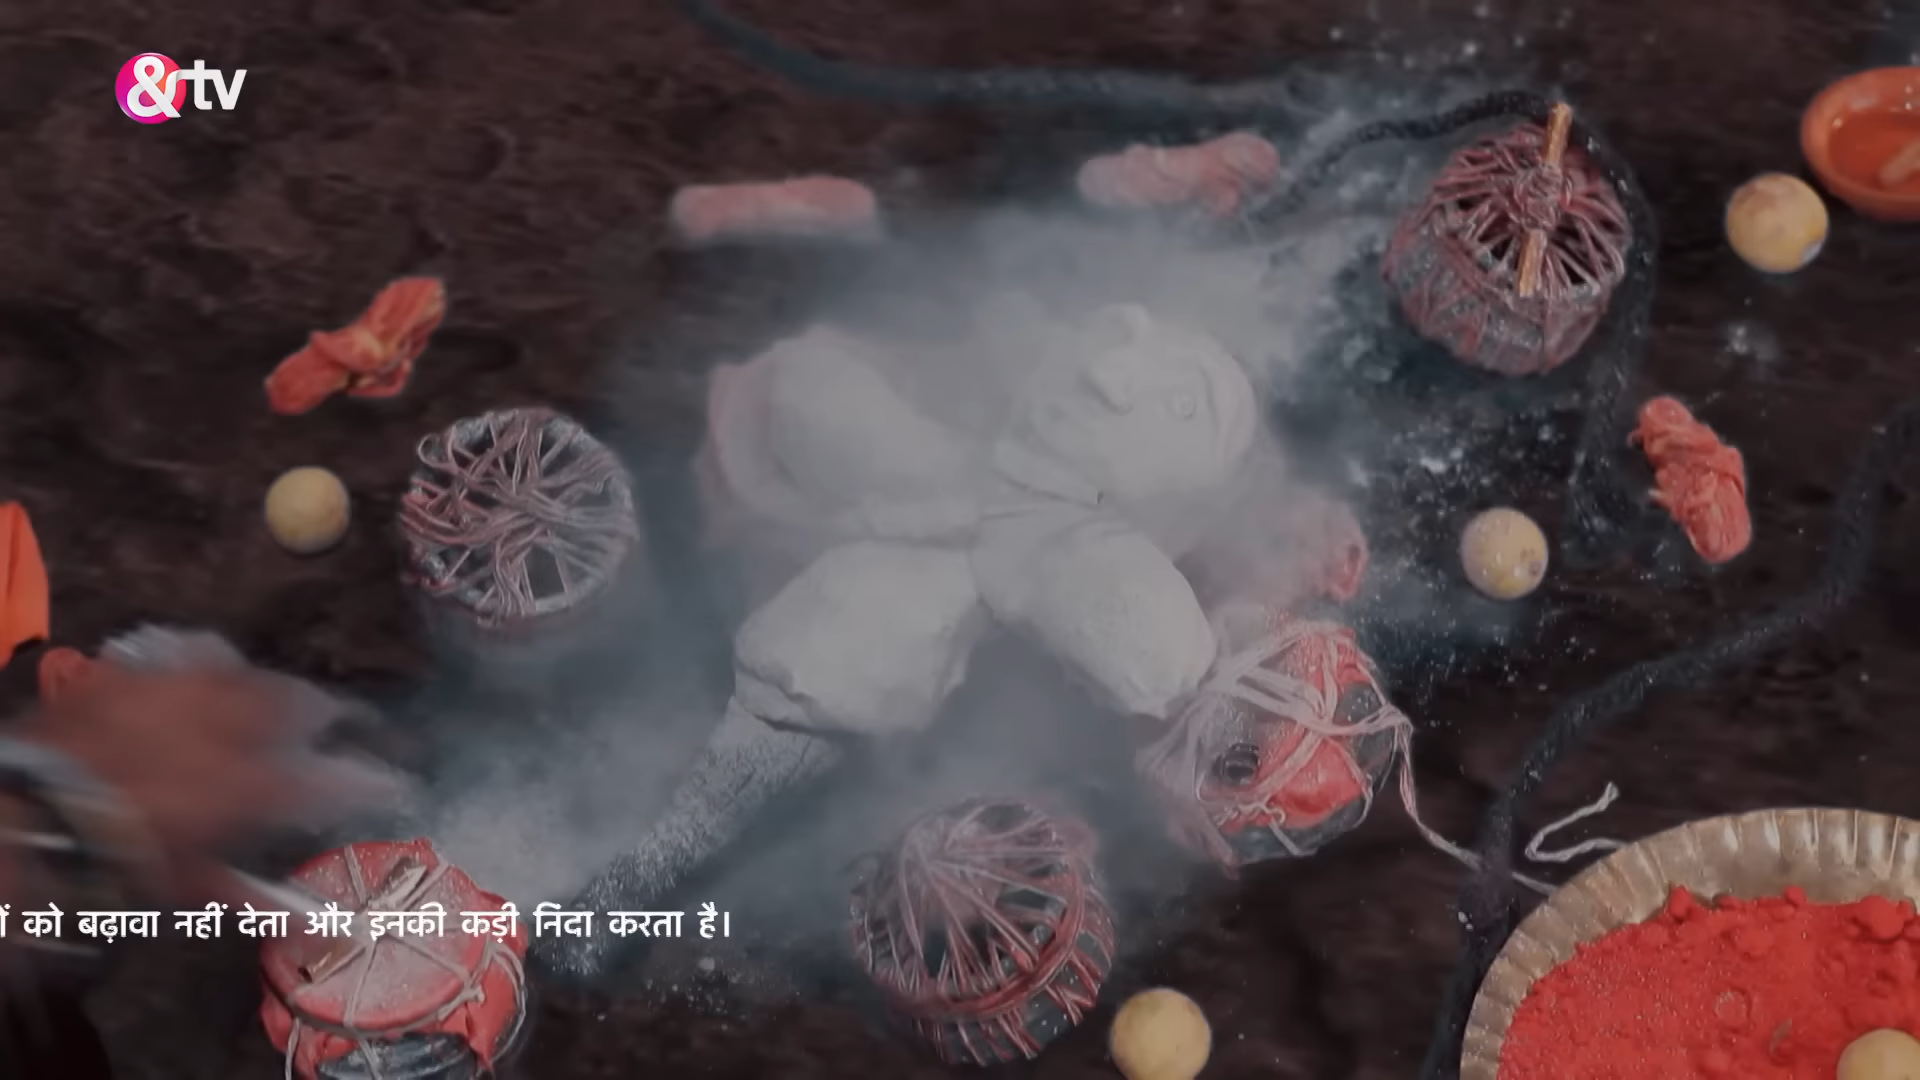 &tv
को बढ़ावा नहीं देता और इनकी कड़ी निंदा करता है।